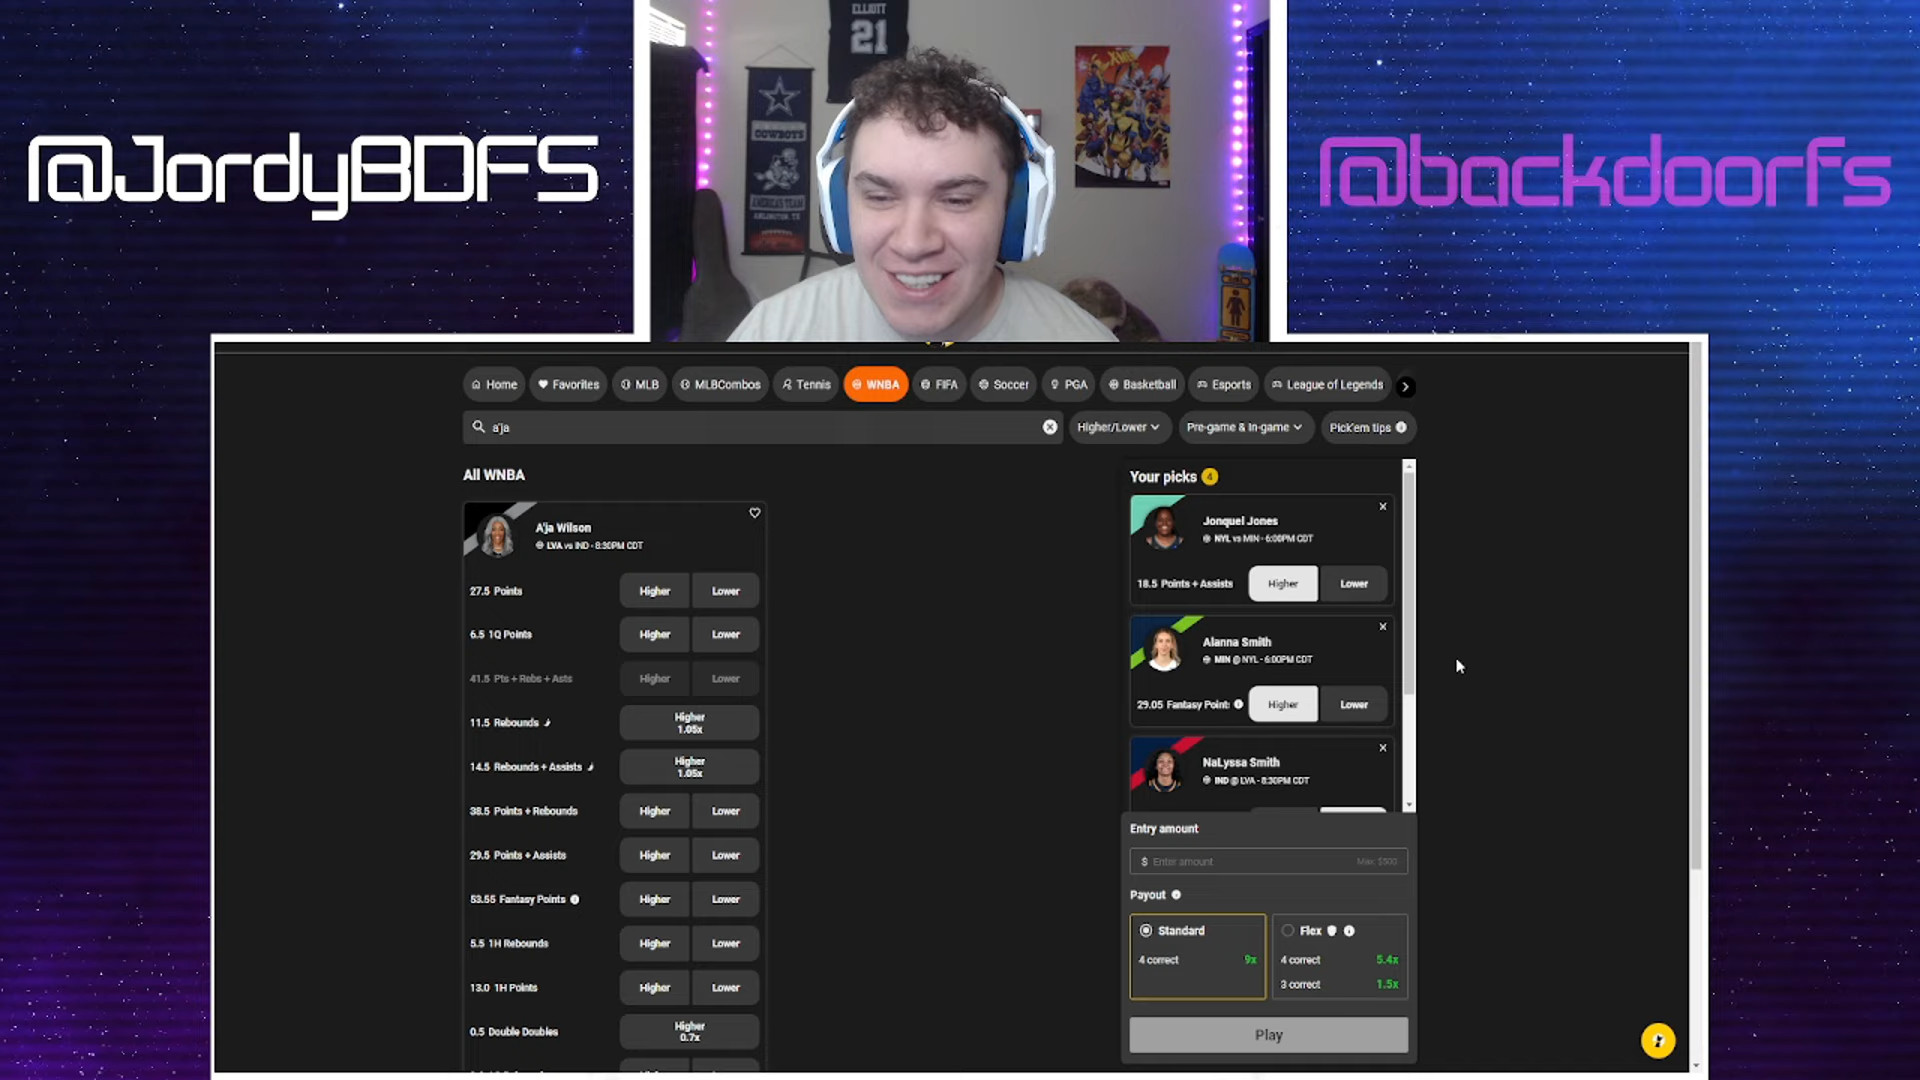 @JordyBDFS
@backdoorfs
ELLIOTT
21
COWBOYS
AMERICA'S TEAM
ARLINGTON, TX
X-MEN
Home
Favorites
MLB
MLBCombos
Tennis
WNBA
FIFA
Soccer
PGA
Basketball
Esports
League of Legends
a'ja
Higher/Lower
Pre-game & In-game
Pick'em tips
All WNBA
A'ja Wilson
LVA vs IND - 8:30PM CDT
27.5 Points Higher Lower
6.5 1Q Points Higher Lower
41.5 Pts + Rebs + Asts Higher Lower
11.5 Rebounds Higher
1.05x
14.5 Rebounds + Assists Higher
1.05x
38.5 Points + Rebounds Higher Lower
29.5 Points + Assists Higher Lower
53.55 Fantasy Points Higher Lower
5.5 1H Rebounds Higher Lower
13.0 1H Points Higher Lower
0.5 Double Doubles Higher
0.7x
Your picks 4
Jonquel Jones
NYL vs MIN - 6:00PM CDT
18.5 Points + Assists Higher Lower
Alanna Smith
MIN @ NYL - 6:00PM CDT
29.05 Fantasy Points Higher Lower
NaLyssa Smith
IND @ LVA - 8:30PM CDT
Entry amount
$ Enter amount Max: $500
Payout
Standard
4 correct 9x
Flex
4 correct 5.4x
3 correct 1.5x
Play